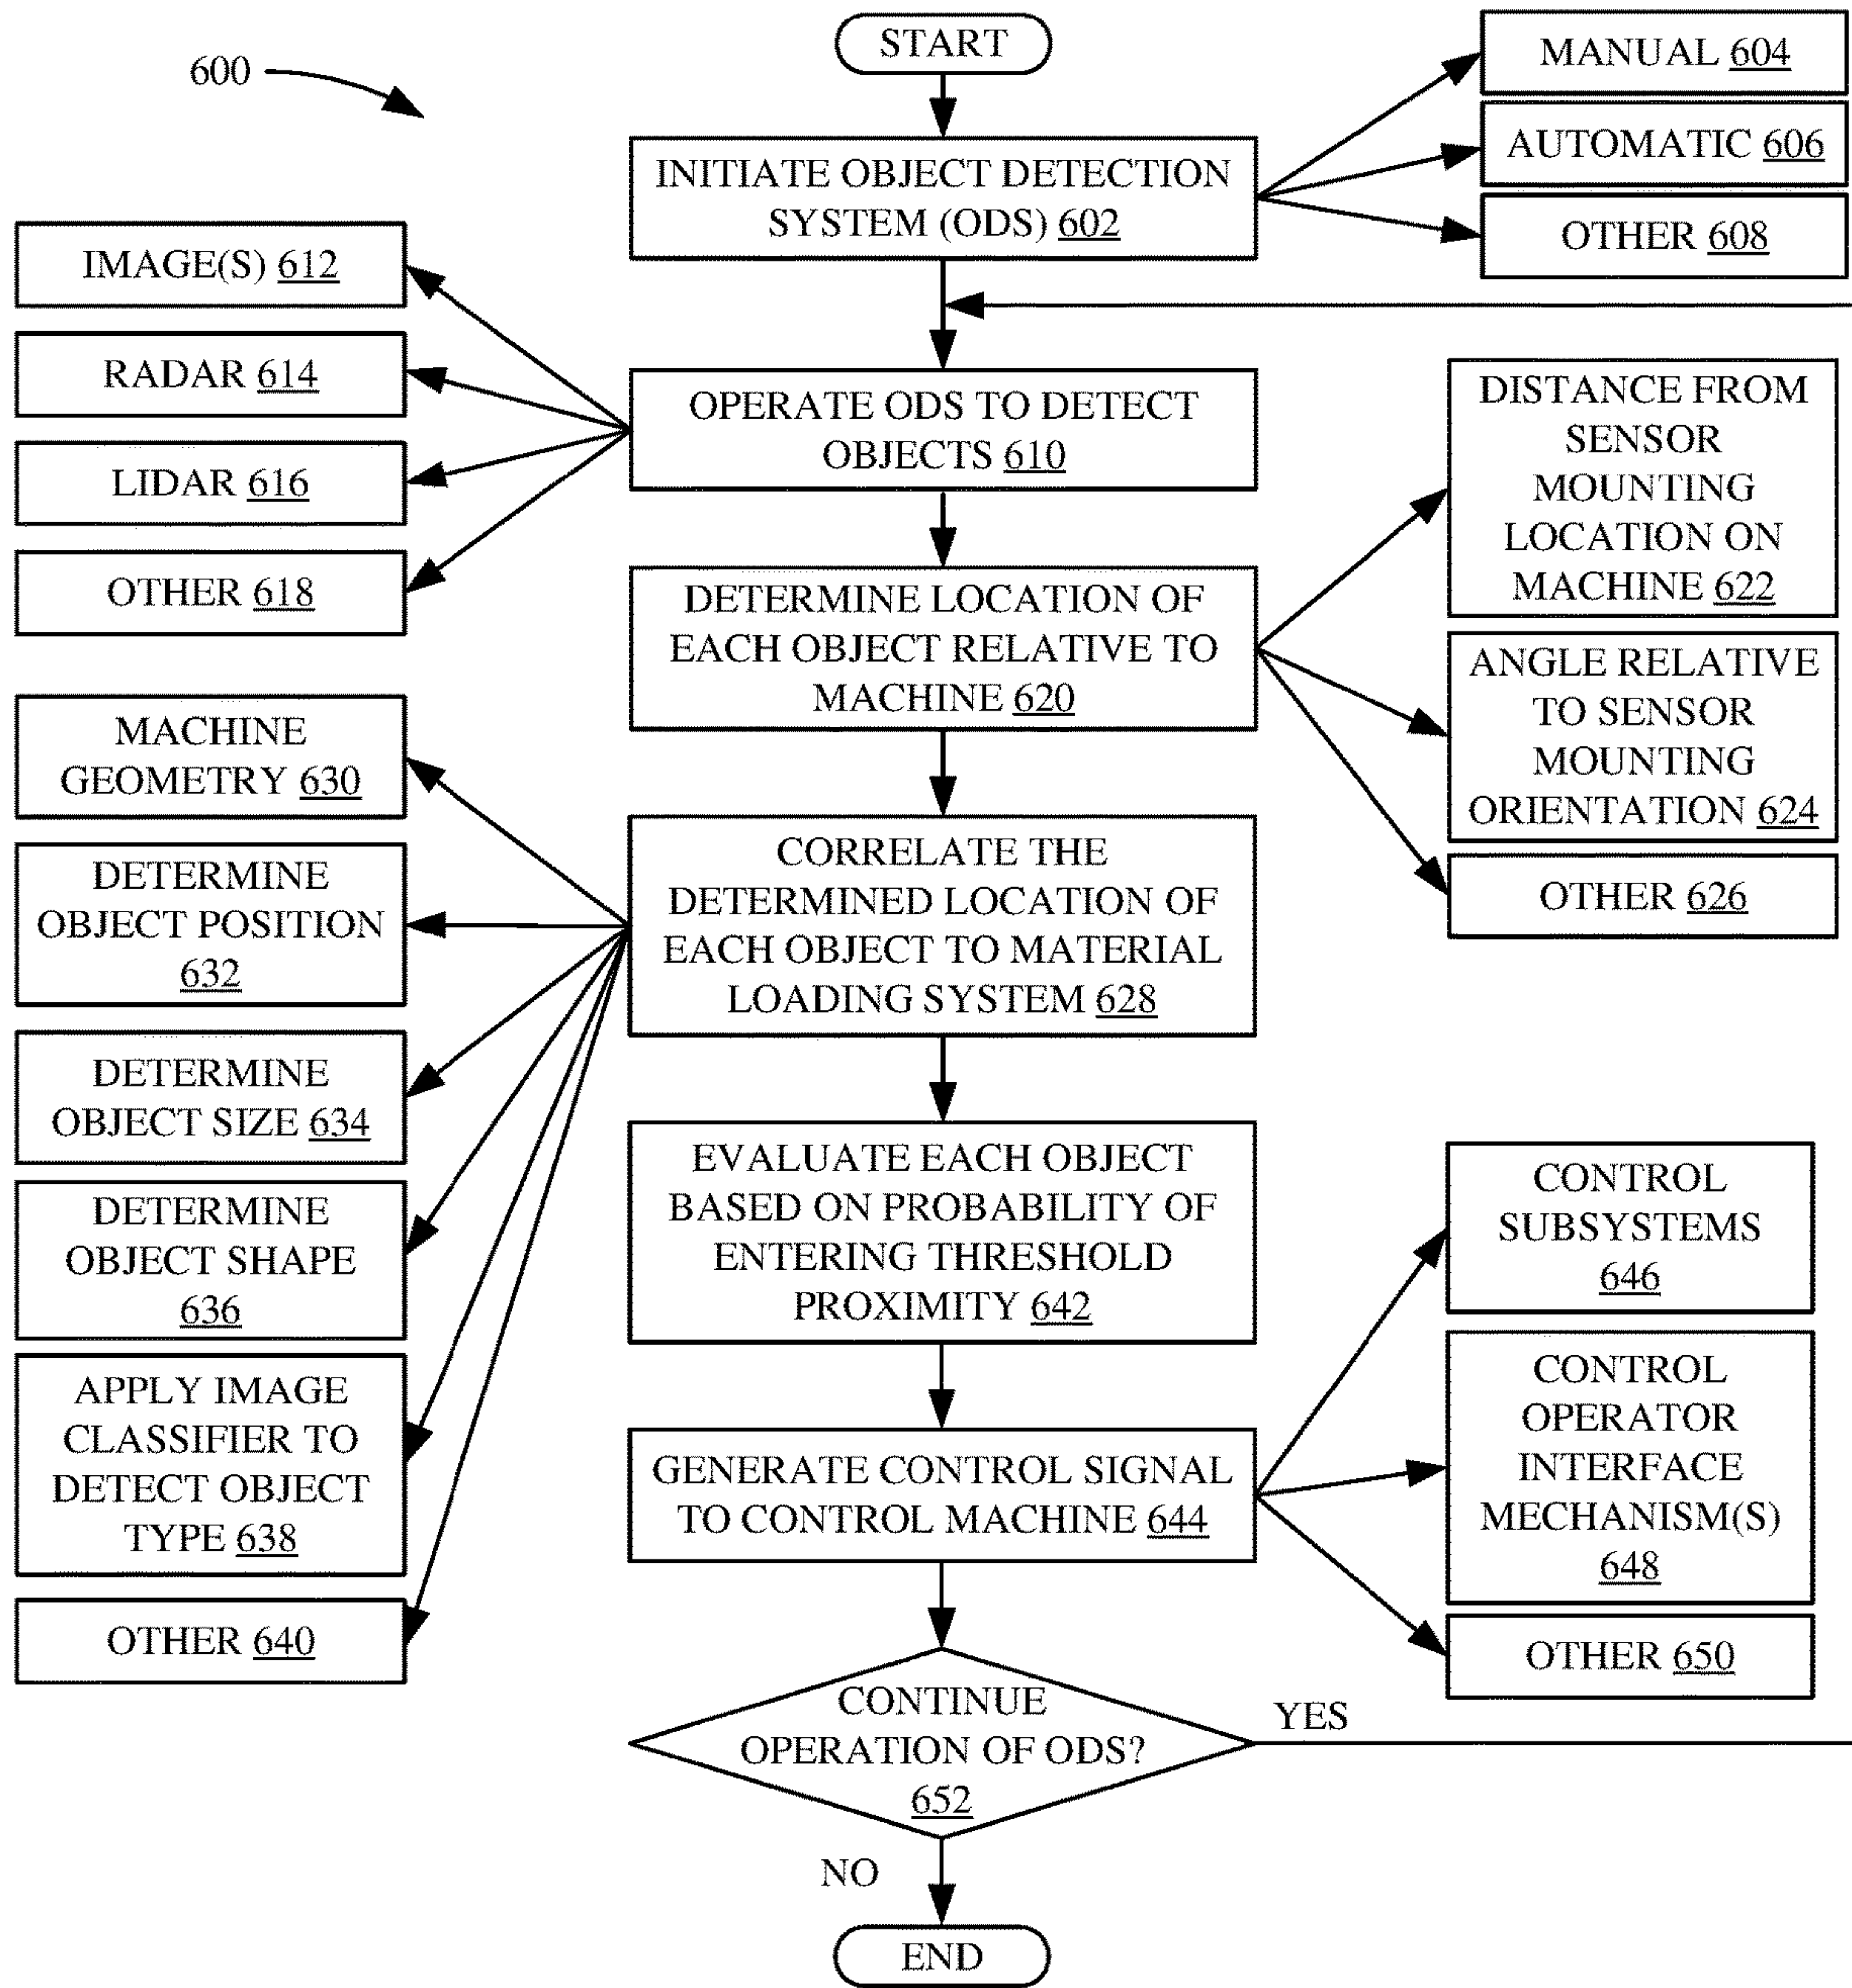 START
600
MANUAL 604
AUTOMATIC 606
OTHER 608
INITIATE OBJECT DETECTION
SYSTEM (ODS) 602
IMAGE(S) 612
RADAR 614
LIDAR 616
OTHER 618
OPERATE ODS TO DETECT
OBJECTS 610
DISTANCE FROM
SENSOR
MOUNTING
LOCATION ON
MACHINE 622
ANGLE RELATIVE
TO SENSOR
MOUNTING
ORIENTATION 624
OTHER 626
DETERMINE LOCATION OF
EACH OBJECT RELATIVE TO
MACHINE 620
MACHINE
GEOMETRY 630
DETERMINE
OBJECT POSITION
632
DETERMINE
OBJECT SIZE 634
DETERMINE
OBJECT SHAPE
636
APPLY IMAGE
CLASSIFIER TO
DETECT OBJECT
TYPE 638
OTHER 640
CORRELATE THE
DETERMINED LOCATION OF
EACH OBJECT TO MATERIAL
LOADING SYSTEM 628
EVALUATE EACH OBJECT
BASED ON PROBABILITY OF
ENTERING THRESHOLD
PROXIMITY 642
CONTROL
SUBSYSTEMS
646
CONTROL
OPERATOR
INTERFACE
MECHANISM(S)
648
OTHER 650
GENERATE CONTROL SIGNAL
TO CONTROL MACHINE 644
CONTINUE
OPERATION OF ODS?
652
YES
NO
END